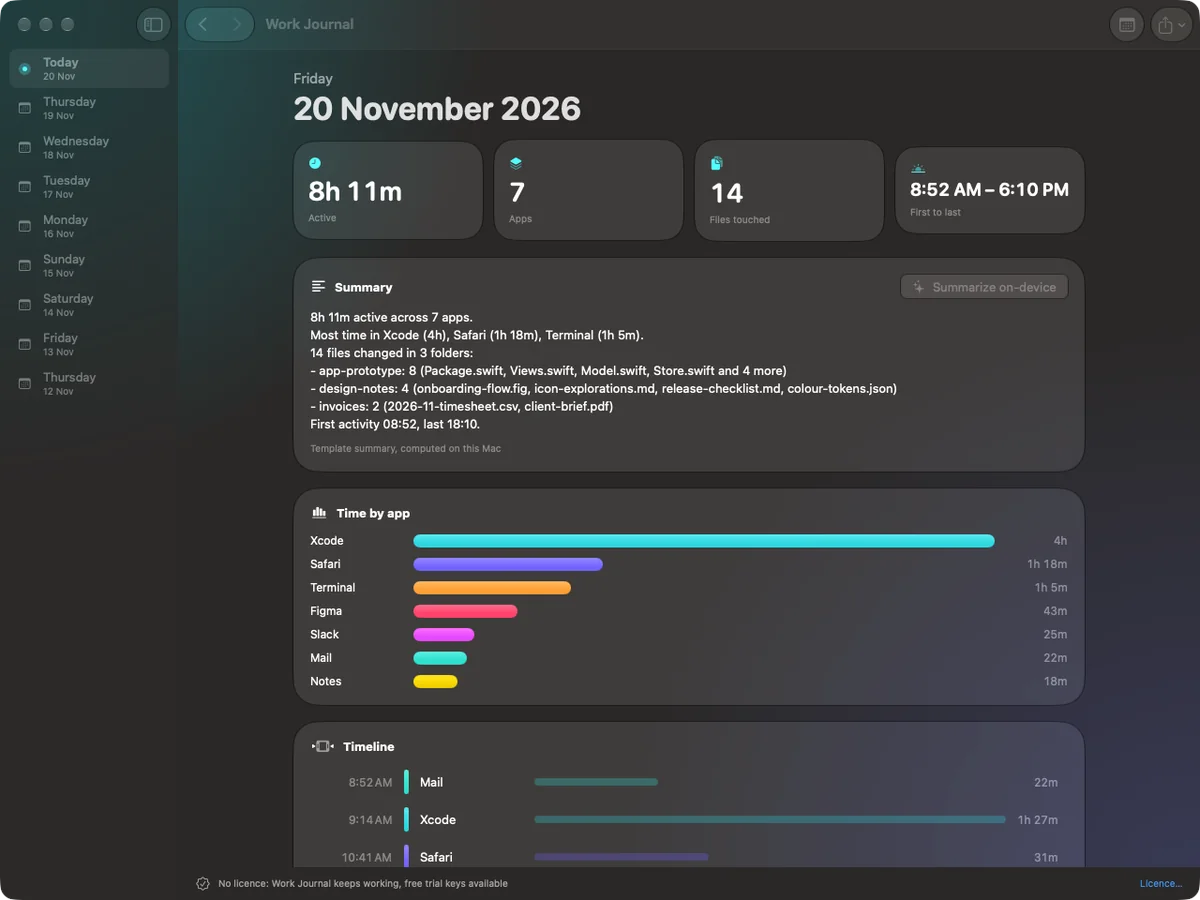 Work Journal
Today
20 Nov
Thursday
19 Nov
Wednesday
18 Nov
Tuesday
17 Nov
Monday
16 Nov
Sunday
15 Nov
Saturday
14 Nov
Friday
13 Nov
Thursday
12 Nov
Friday
20 November 2026
8h 11m
Active
7
Apps
14
Files touched
8:52 AM – 6:10 PM
First to last
Summary
Summarize on-device
8h 11m active across 7 apps.
Most time in Xcode (4h), Safari (1h 18m), Terminal (1h 5m).
14 files changed in 3 folders:
- app-prototype: 8 (Package.swift, Views.swift, Model.swift, Store.swift and 4 more)
- design-notes: 4 (onboarding-flow.fig, icon-explorations.md, release-checklist.md, colour-tokens.json)
- invoices: 2 (2026-11-timesheet.csv, client-brief.pdf)
First activity 08:52, last 18:10.
Template summary, computed on this Mac
Time by app
Xcode 4h
Safari 1h 18m
Terminal 1h 5m
Figma 43m
Slack 25m
Mail 22m
Notes 18m
Timeline
8:52 AM Mail 22m
9:14 AM Xcode 1h 27m
10:41 AM Safari 31m
No licence: Work Journal keeps working, free trial keys available
Licence...